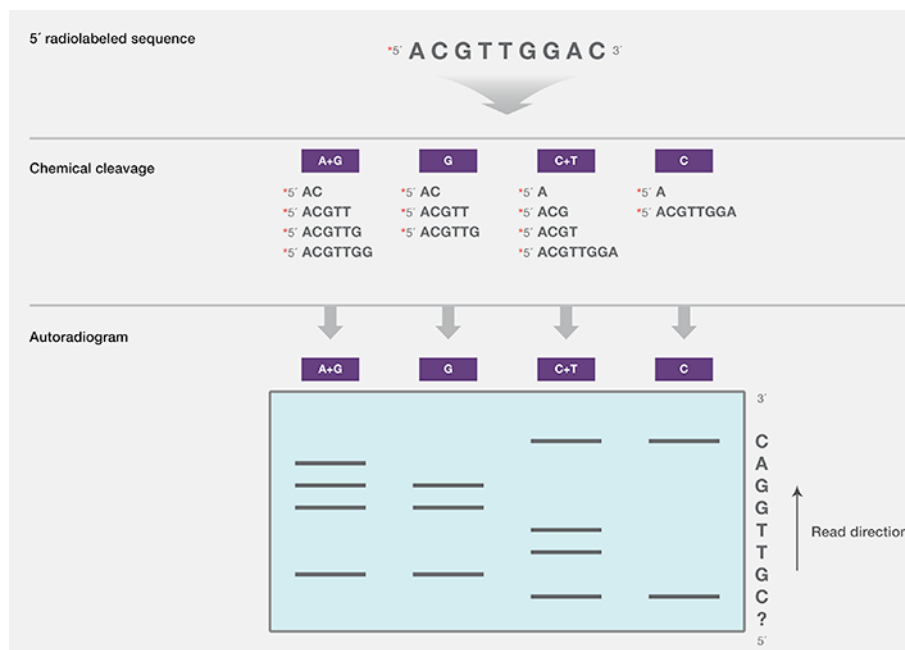 5´ radiolabeled sequence
*5´ ACGTTGGAC 3´
Chemical cleavage
A+G G C+T C
*5´ AC *5´ AC *5´ A *5´ A
*5´ ACGTT *5´ ACGTT *5´ ACG *5´ ACGTTGGA
*5´ ACGTTG *5´ ACGTTG *5´ ACGT
*5´ ACGTTGG *5´ ACGTTGGA
Autoradiogram
A+G G C+T C
3´
C
A
G
G
T
Read direction
T
G
C
?
5´